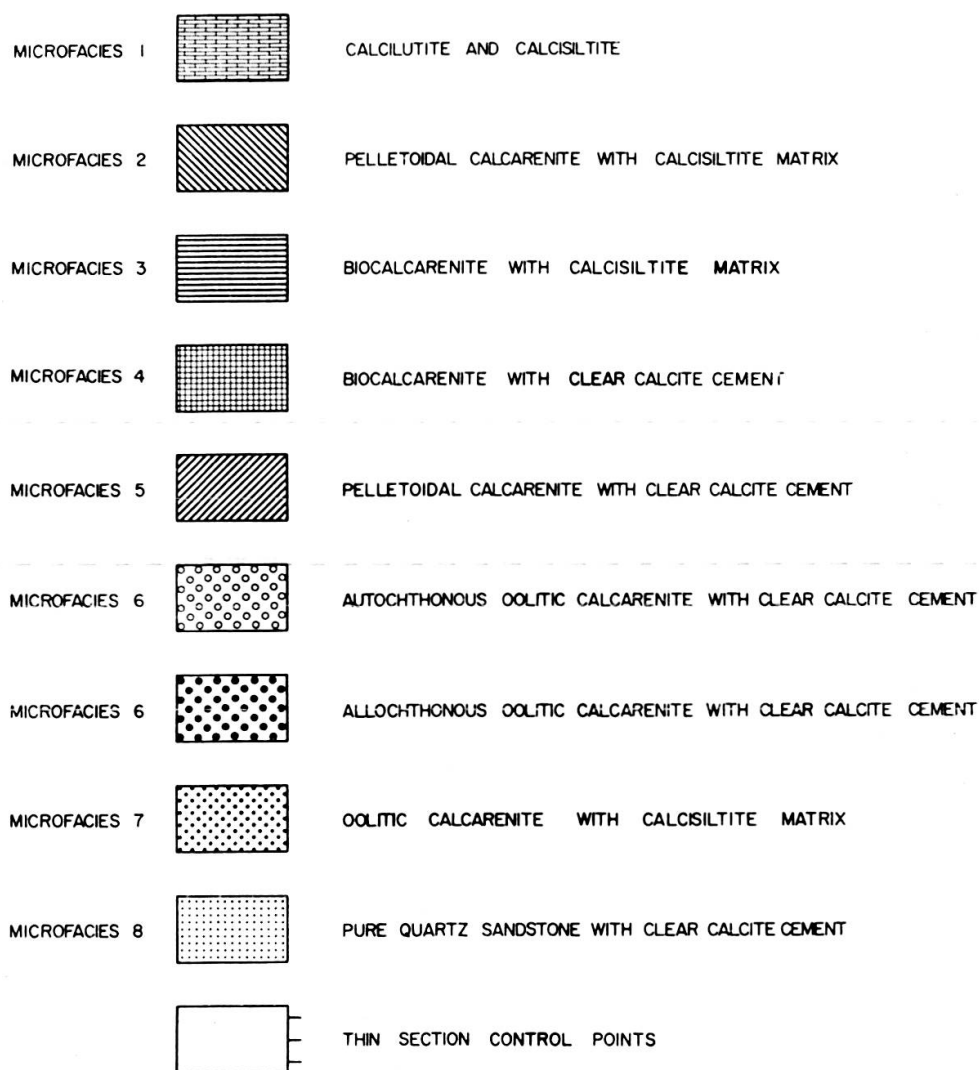 MICROFACIES 1 CALCILUTITE AND CALCISILTITE
MICROFACIES 2 PELLETOIDAL CALCARENITE WITH CALCISILTITE MATRIX
MICROFACIES 3 BIOCALCARENITE WITH CALCISILTITE MATRIX
MICROFACIES 4 BIOCALCARENITE WITH CLEAR CALCITE CEMENT
MICROFACIES 5 PELLETOIDAL CALCARENITE WITH CLEAR CALCITE CEMENT
MICROFACIES 6 AUTOCHTHONOUS OOLITIC CALCARENITE WITH CLEAR CALCITE CEMENT
MICROFACIES 6 ALLOCHTHONOUS OOLITIC CALCARENITE WITH CLEAR CALCITE CEMENT
MICROFACIES 7 OOLITIC CALCARENITE WITH CALCISILTITE MATRIX
MICROFACIES 8 PURE QUARTZ SANDSTONE WITH CLEAR CALCITE CEMENT
THIN SECTION CONTROL POINTS